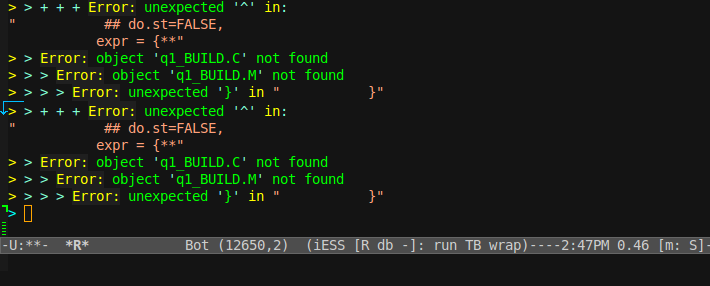 > > + + + Error: unexpected '^' in:
"           ## do.st=FALSE,
           expr = {**"
> > Error: object 'q1_BUILD.C' not found
> > > Error: object 'q1_BUILD.M' not found
> > > > Error: unexpected '}' in "           }"
> > + + + Error: unexpected '^' in:
"           ## do.st=FALSE,
           expr = {**"
> > Error: object 'q1_BUILD.C' not found
> > > Error: object 'q1_BUILD.M' not found
> > > > Error: unexpected '}' in "           }"
>
-U:**-  *R*            Bot (12650,2)  (iESS [R db -]: run TB wrap)----2:47PM 0.46 [m: S]-